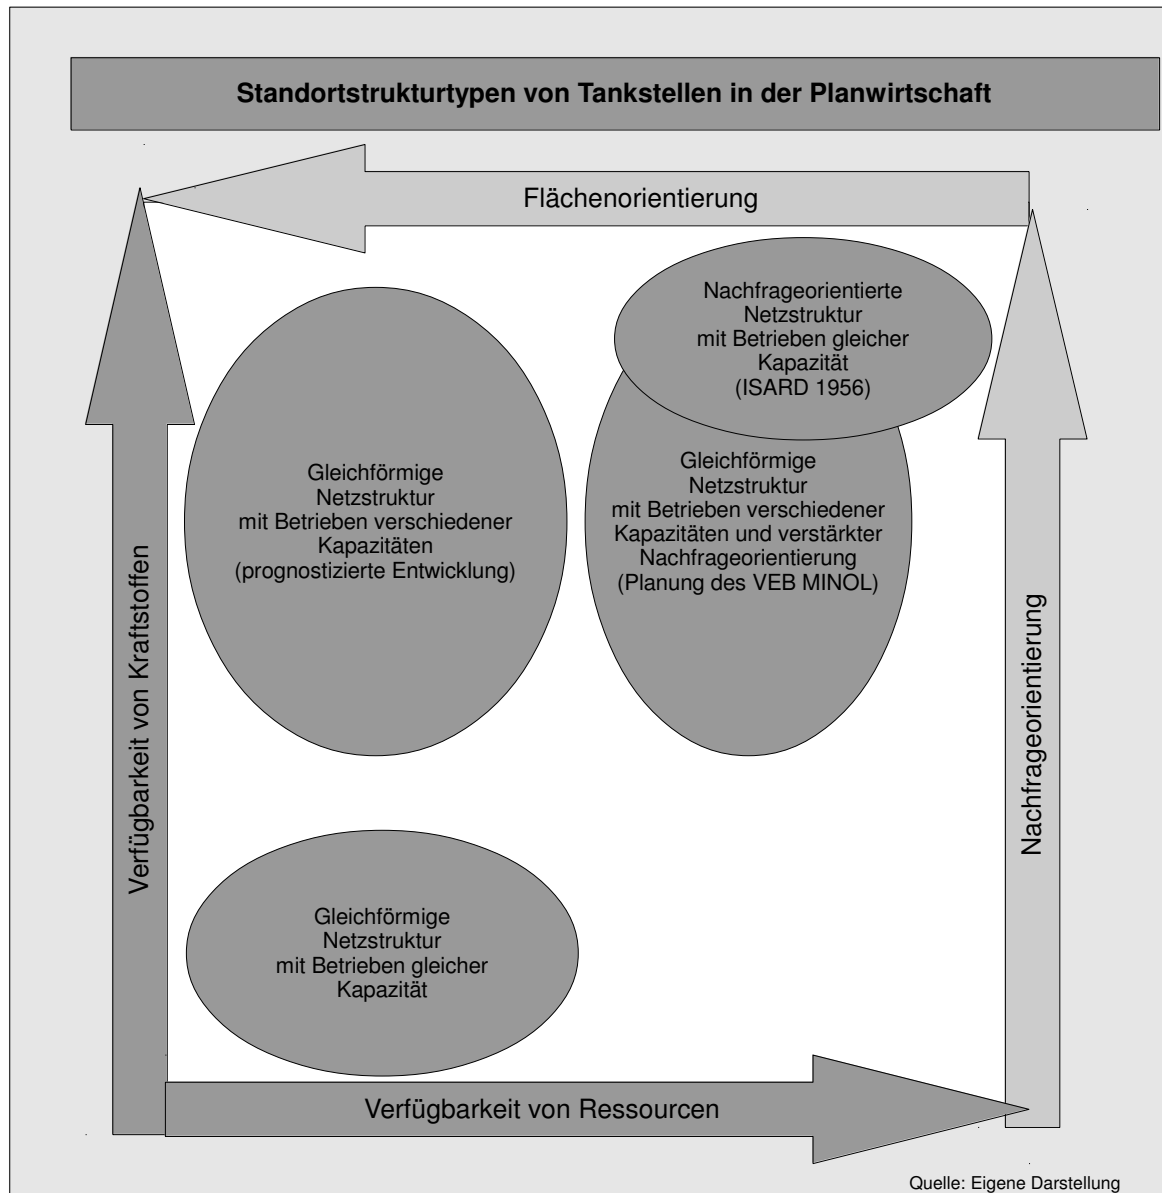 Standortstrukturtypen von Tankstellen in der Planwirtschaft
Flächenorientierung
Nachfrageorientierte
Netzstruktur
mit Betrieben gleicher
Kapazität
(ISARD 1956)
Gleichförmige
Netzstruktur
mit Betrieben verschiedener
Kapazitäten
(prognostizierte Entwicklung)
Gleichförmige
Netzstruktur
mit Betrieben verschiedener
Kapazitäten und verstärkter
Nachfrageorientierung
(Planung des VEB MINOL)
Verfügbarkeit von Kraftstoffen
Nachfrageorientierung
Gleichförmige
Netzstruktur
mit Betrieben gleicher
Kapazität
Verfügbarkeit von Ressourcen
Quelle: Eigene Darstellung